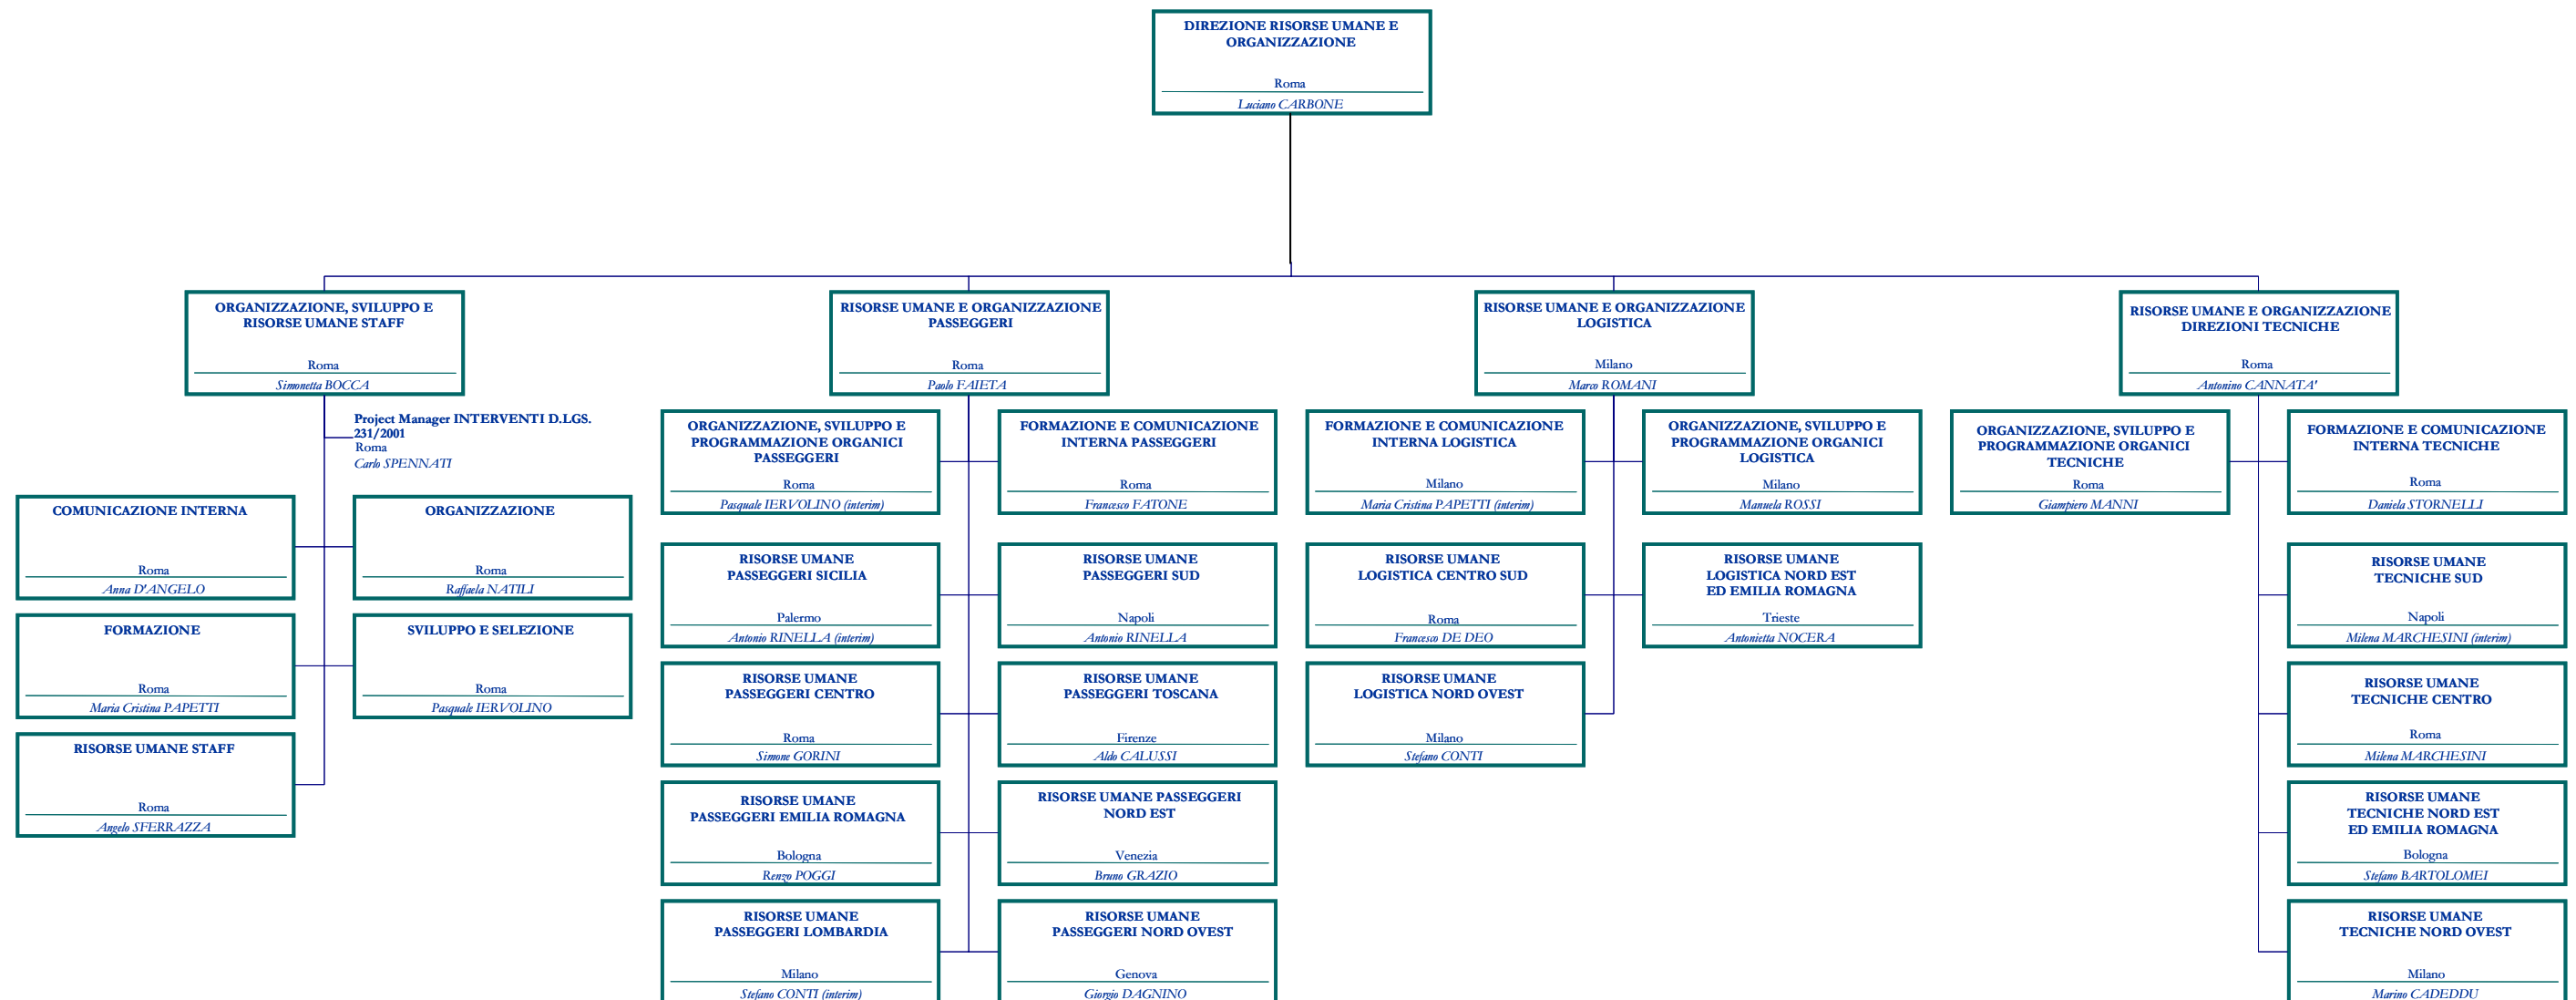 DIREZIONE RISORSE UMANE E
ORGANIZZAZIONE
Roma
Luciano CARBONE
ORGANIZZAZIONE, SVILUPPO E
RISORSE UMANE STAFF
Roma
Simonetta BOCCA
RISORSE UMANE E ORGANIZZAZIONE
PASSEGGERI
Roma
Paolo FAIETA
RISORSE UMANE E ORGANIZZAZIONE
LOGISTICA
Milano
Marco ROMANI
RISORSE UMANE E ORGANIZZAZIONE
DIREZIONI TECNICHE
Roma
Antonino CANNATA'
Project Manager INTERVENTI D.LGS.
231/2001
Roma
Carlo SPENNATI
COMUNICAZIONE INTERNA
Roma
Anna D'ANGELO
ORGANIZZAZIONE
Roma
Raffaela NATILI
FORMAZIONE
Roma
Maria Cristina PAPETTI
SVILUPPO E SELEZIONE
Roma
Pasquale IERVOLINO
RISORSE UMANE STAFF
Roma
Angelo SFERRAZZA
ORGANIZZAZIONE, SVILUPPO E
PROGRAMMAZIONE ORGANICI
PASSEGGERI
Roma
Pasquale IERVOLINO (interim)
FORMAZIONE E COMUNICAZIONE
INTERNA PASSEGGERI
Roma
Francesco FATONE
RISORSE UMANE
PASSEGGERI SICILIA
Palermo
Antonio RINELLA (interim)
RISORSE UMANE
PASSEGGERI SUD
Napoli
Antonio RINELLA
RISORSE UMANE
PASSEGGERI CENTRO
Roma
Simone GORINI
RISORSE UMANE
PASSEGGERI TOSCANA
Firenze
Aldo CALUSSI
RISORSE UMANE
PASSEGGERI EMILIA ROMAGNA
Bologna
Renzo POGGI
RISORSE UMANE PASSEGGERI
NORD EST
Venezia
Bruno GRAZIO
RISORSE UMANE
PASSEGGERI LOMBARDIA
Milano
Stefano CONTI (interim)
RISORSE UMANE
PASSEGGERI NORD OVEST
Genova
Giorgio DAGNINO
FORMAZIONE E COMUNICAZIONE
INTERNA LOGISTICA
Milano
Maria Cristina PAPETTI (interim)
ORGANIZZAZIONE, SVILUPPO E
PROGRAMMAZIONE ORGANICI
LOGISTICA
Milano
Manuela ROSSI
RISORSE UMANE
LOGISTICA CENTRO SUD
Roma
Francesco DE DEO
RISORSE UMANE
LOGISTICA NORD EST
ED EMILIA ROMAGNA
Trieste
Antonietta NOCERA
RISORSE UMANE
LOGISTICA NORD OVEST
Milano
Stefano CONTI
ORGANIZZAZIONE, SVILUPPO E
PROGRAMMAZIONE ORGANICI
TECNICHE
Roma
Giampiero MANNI
FORMAZIONE E COMUNICAZIONE
INTERNA TECNICHE
Roma
Daniela STORNELLI
RISORSE UMANE
TECNICHE SUD
Napoli
Milena MARCHESINI (interim)
RISORSE UMANE
TECNICHE CENTRO
Roma
Milena MARCHESINI
RISORSE UMANE
TECNICHE NORD EST
ED EMILIA ROMAGNA
Bologna
Stefano BARTOLOMEI
RISORSE UMANE
TECNICHE NORD OVEST
Milano
Marino CADEDDU